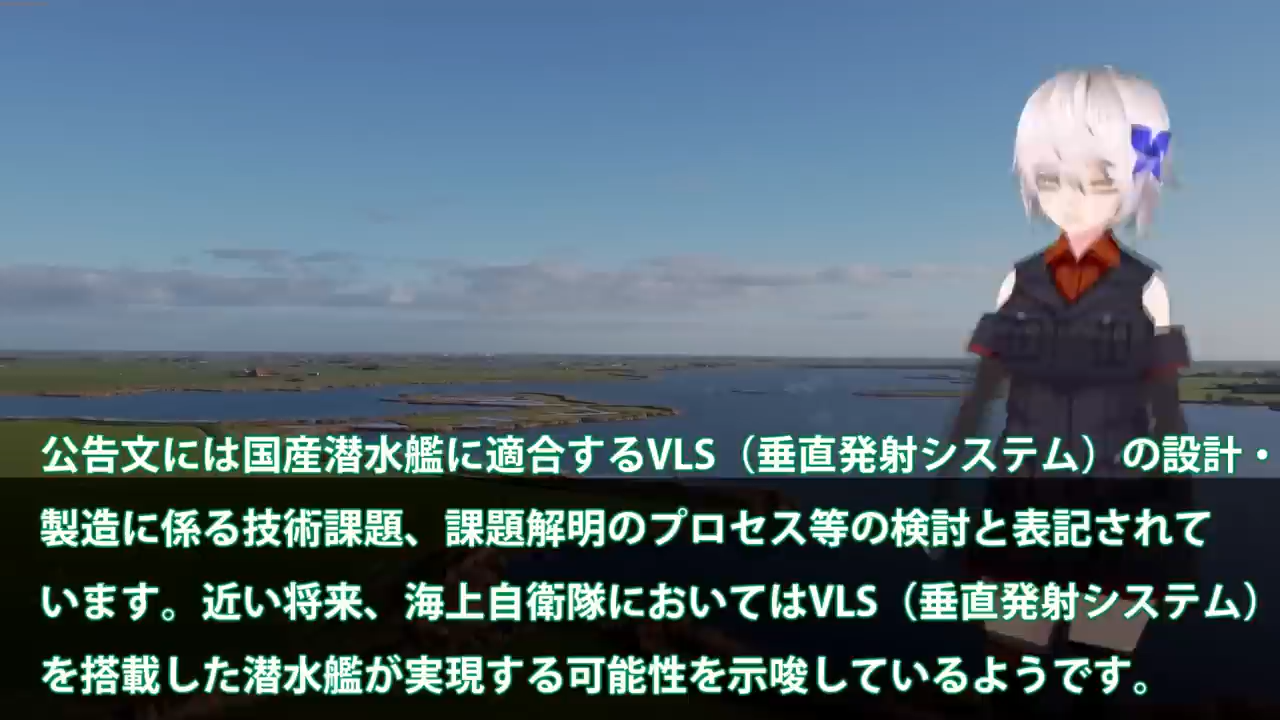 公告文には国産潜水艦に適合するVLS（垂直発射システム）の設計・
製造に係る技術課題、課題解明のプロセス等の検討と表記されて
います。近い将来、海上自衛隊においてはVLS（垂直発射システム）
を搭載した潜水艦が実現する可能性を示唆しているようです。